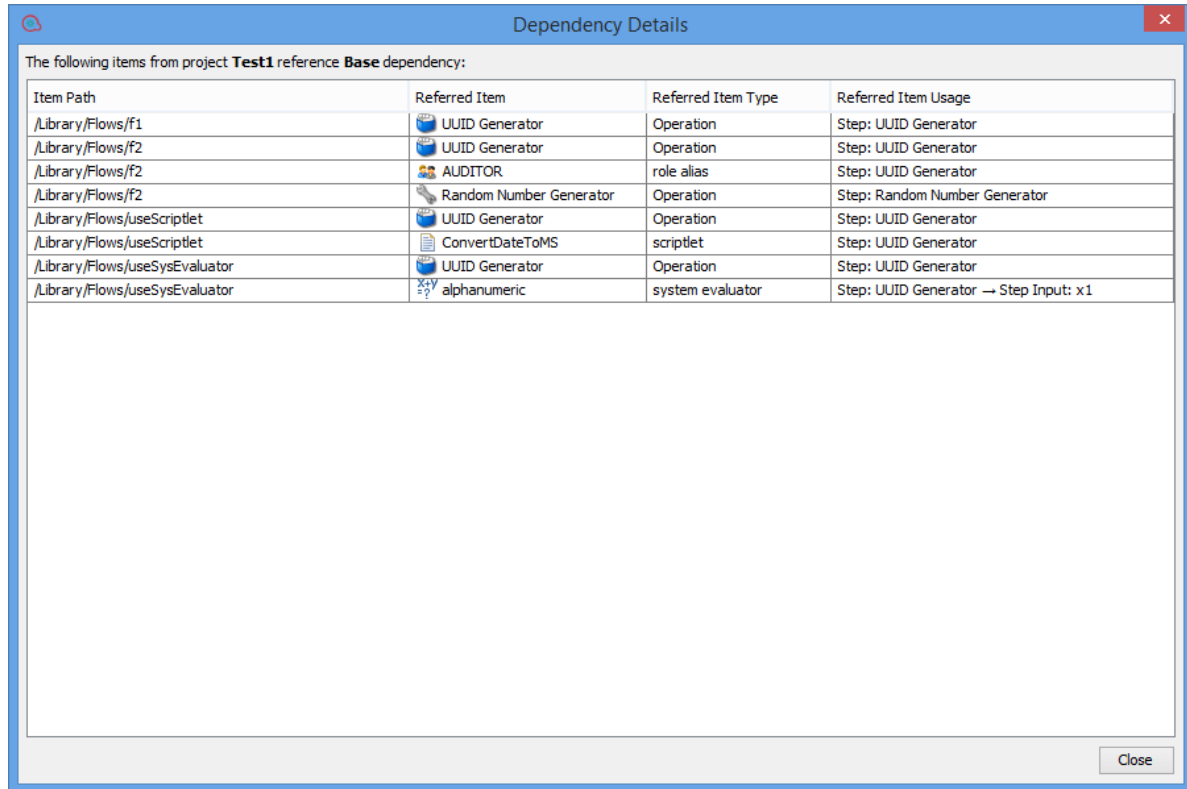 Dependency Details
The following items from project Test1 reference Base dependency:
Item Path Referred Item Referred Item Type Referred Item Usage
/Library/Flows/f1 UUID Generator Operation Step: UUID Generator
/Library/Flows/f2 UUID Generator Operation Step: UUID Generator
/Library/Flows/f2 AUDITOR role alias Step: UUID Generator
/Library/Flows/f2 Random Number Generator Operation Step: Random Number Generator
/Library/Flows/useScriptlet UUID Generator Operation Step: UUID Generator
/Library/Flows/useScriptlet ConvertDateToMS scriptlet Step: UUID Generator
/Library/Flows/useSysEvaluator UUID Generator Operation Step: UUID Generator
/Library/Flows/useSysEvaluator X+Y =? alphanumeric system evaluator Step: UUID Generator → Step Input: x1
Close